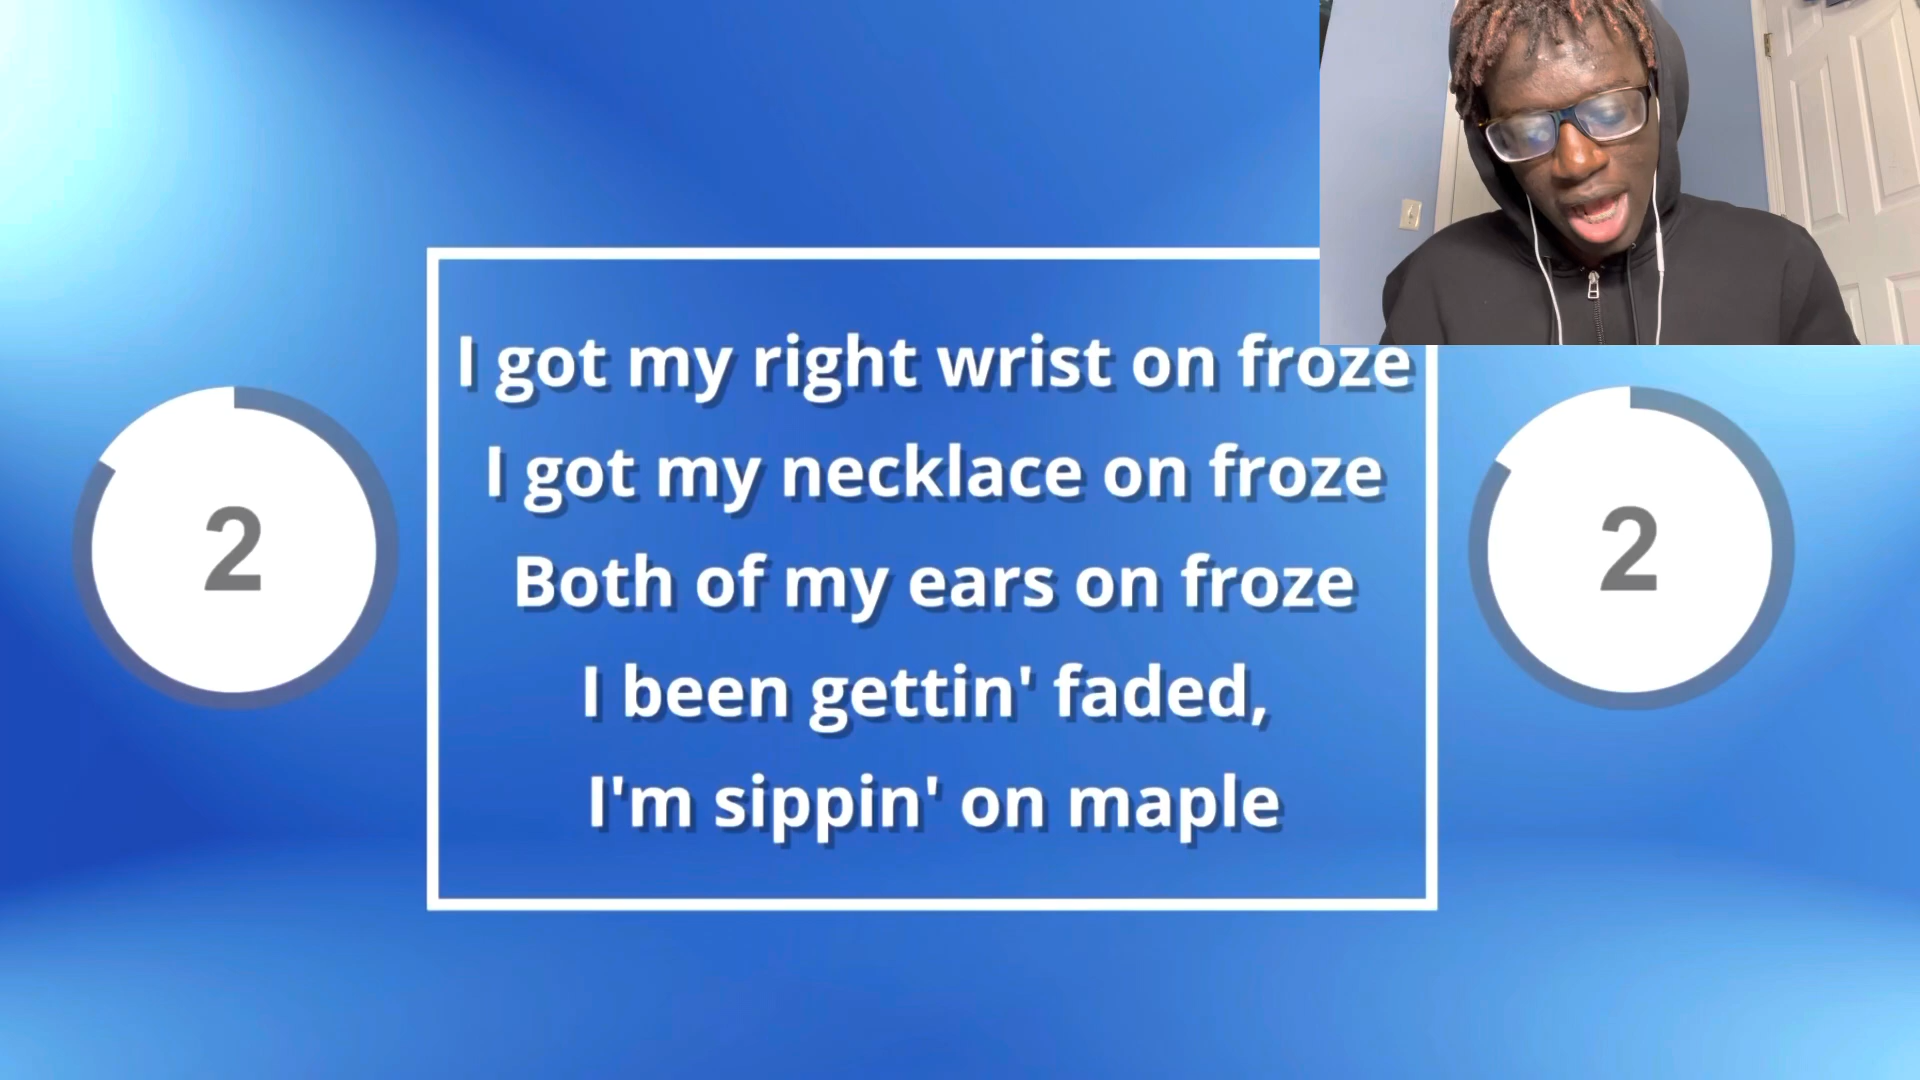 I got my right wrist on froze
I got my necklace on froze
Both of my ears on froze
I been gettin' faded,
I'm sippin' on maple
2
2